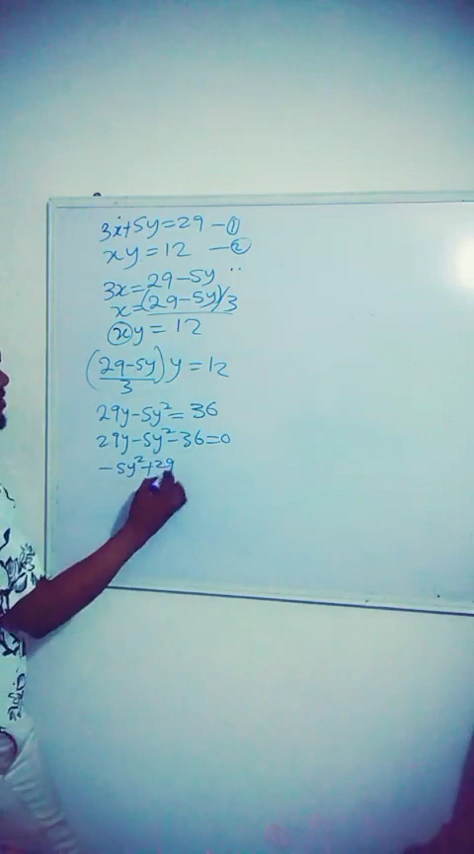 3x+5y=29 —①
xy=12 —②
3x=29-5y
x=(29-5y)/3
ⓧy=12
(29-5y/3)y=12
29y-5y²=36
29y-5y²-36=0
-5y²+29